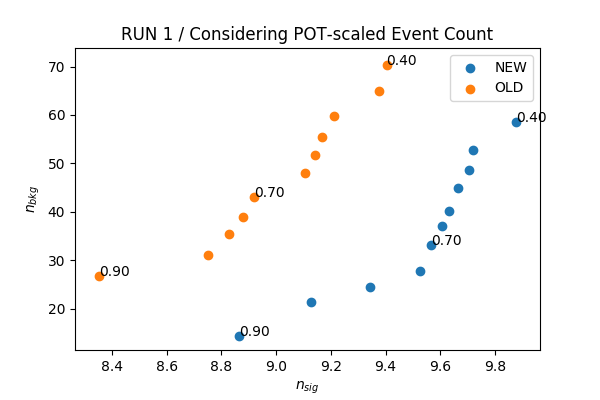 RUN 1 / Considering POT-scaled Event Count
NEW
OLD
0.40
0.40
0.70
0.70
0.90
0.90
70
60
50
40
30
20
n_bkg
8.4 8.6 8.8 9.0 9.2 9.4 9.6 9.8
n_sig